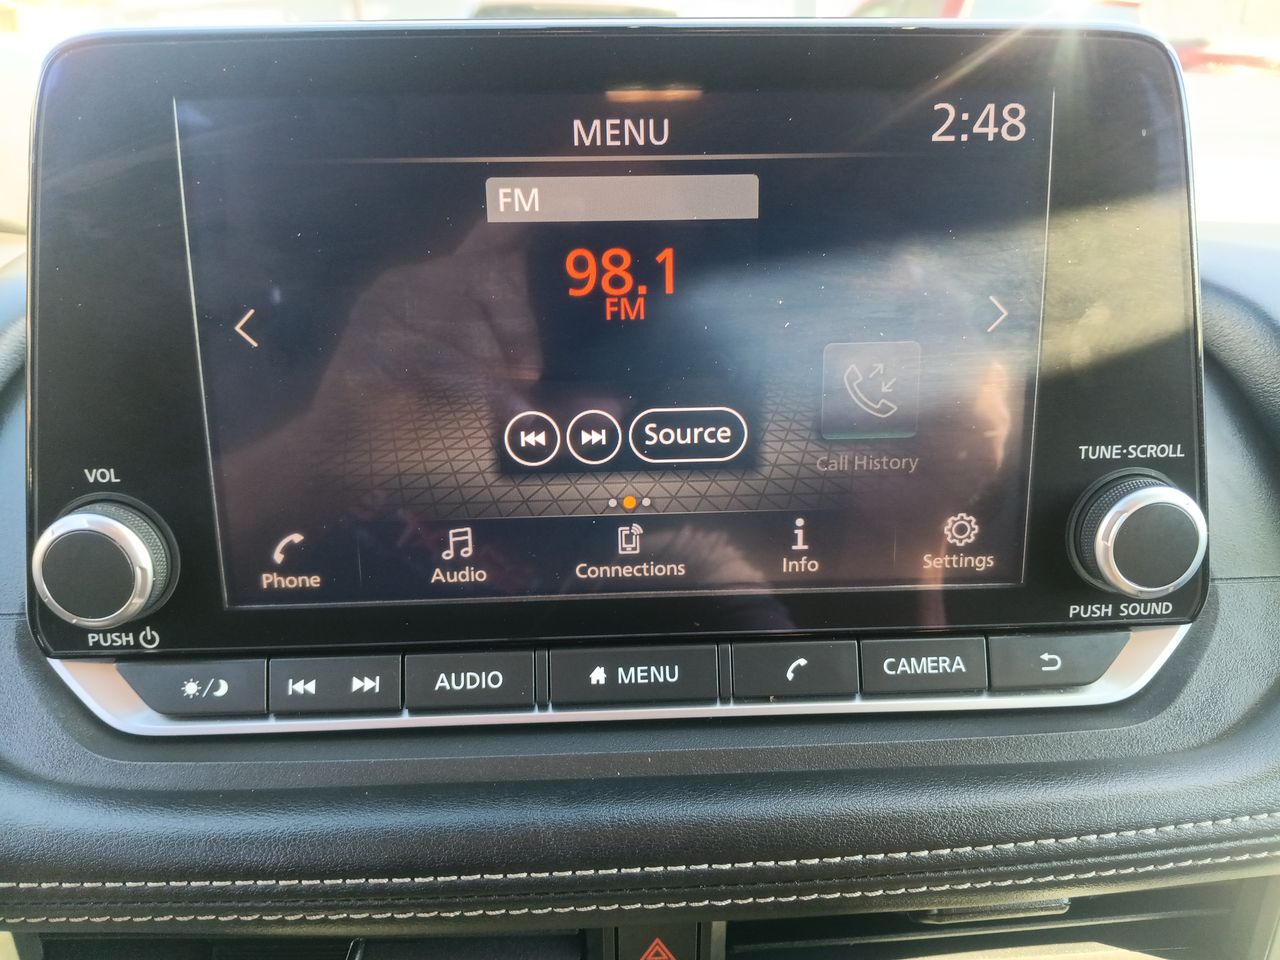 MENU
2:48
FM
98.1
FM
Source
Call History
VOL
TUNE·SCROLL
Phone
Audio
Connections
Info
Settings
PUSH
PUSH SOUND
AUDIO
MENU
CAMERA